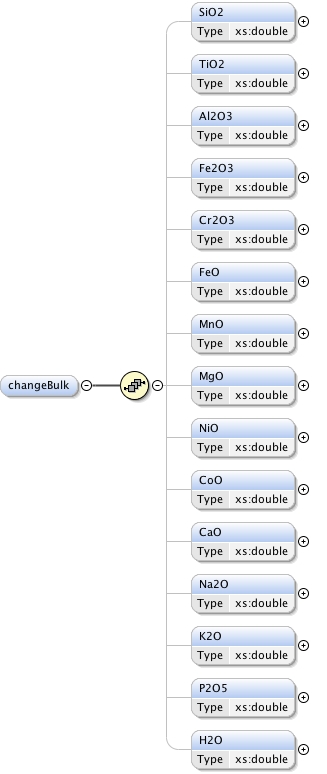 SiO2
Type xs:double
TiO2
Type xs:double
Al2O3
Type xs:double
Fe2O3
Type xs:double
Cr2O3
Type xs:double
FeO
Type xs:double
MnO
Type xs:double
changeBulk
MgO
Type xs:double
NiO
Type xs:double
CoO
Type xs:double
CaO
Type xs:double
Na2O
Type xs:double
K2O
Type xs:double
P2O5
Type xs:double
H2O
Type xs:double